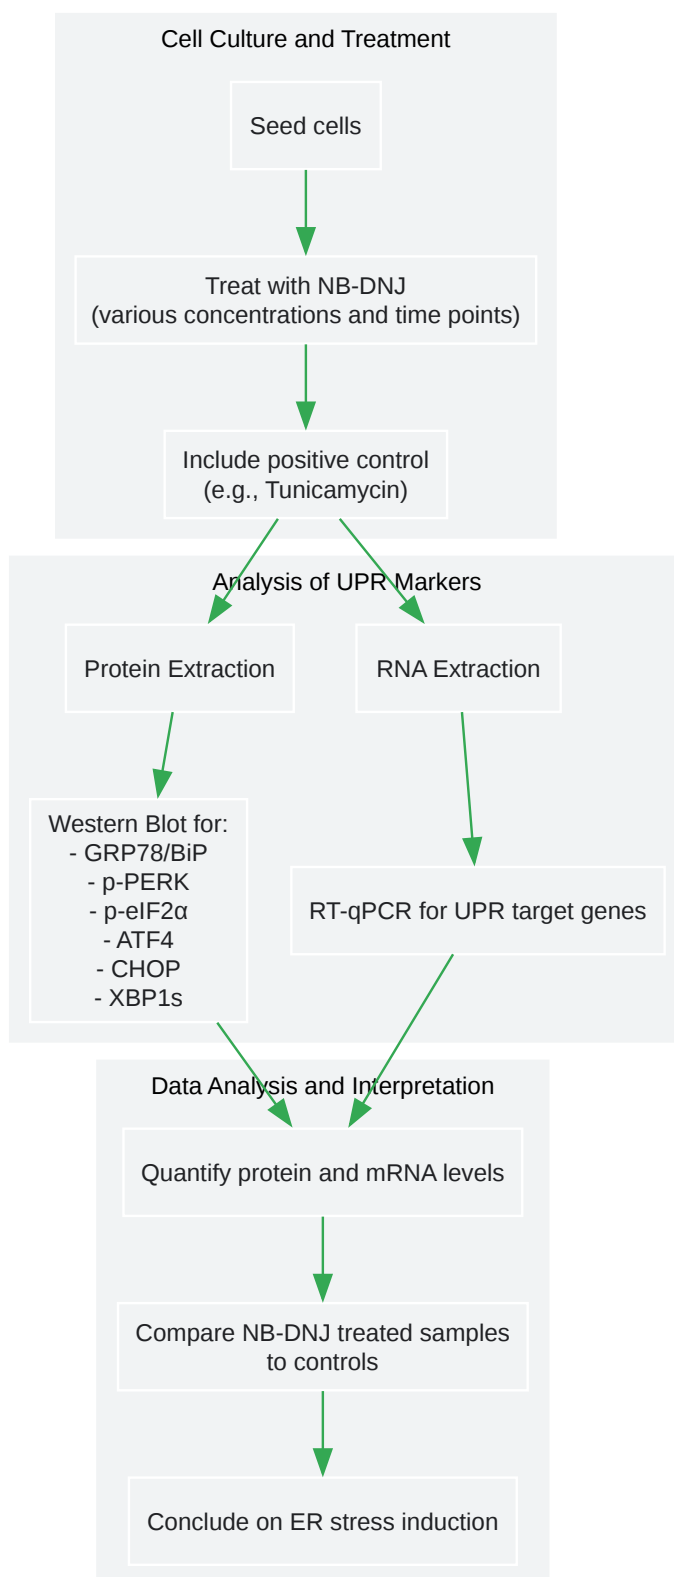 Cell Culture and Treatment
Seed cells
Treat with NB-DNJ
(various concentrations and time points)
Include positive control
(e.g., Tunicamycin)
Analysis of UPR Markers
Protein Extraction
RNA Extraction
Western Blot for:
- GRP78/BiP
- p-PERK
- p-eIF2α
- ATF4
- CHOP
- XBP1s
RT-qPCR for UPR target genes
Data Analysis and Interpretation
Quantify protein and mRNA levels
Compare NB-DNJ treated samples
to controls
Conclude on ER stress induction